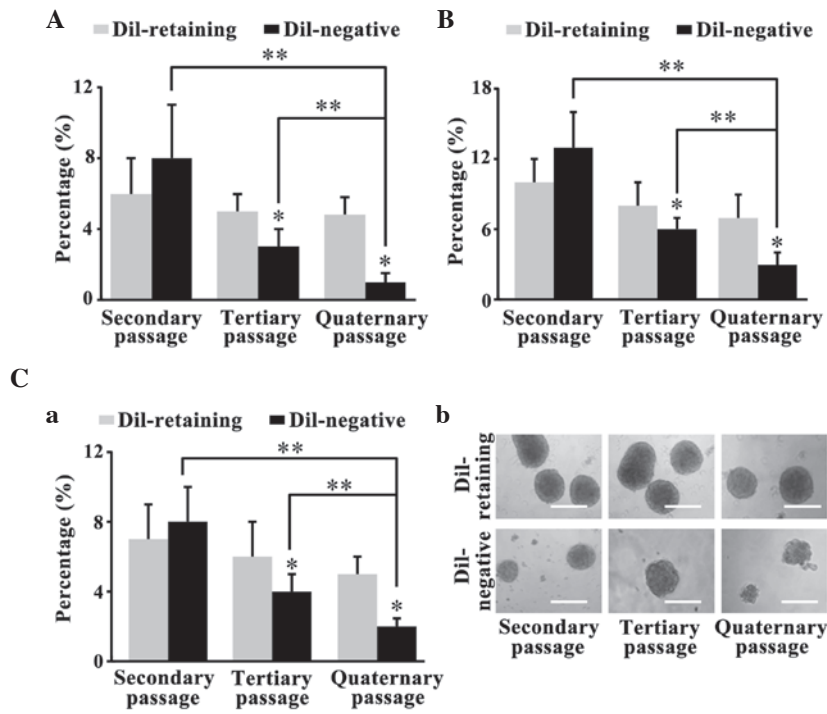 A
Dil-retaining Dil-negative
**
**
Percentage (%)
12
8
4
0
*
*
Secondary passage
Tertiary passage
Quaternary passage
B
Dil-retaining Dil-negative
**
**
Percentage (%)
18
12
6
0
*
*
Secondary passage
Tertiary passage
Quaternary passage
C
a
Dil-retaining Dil-negative
**
**
Percentage (%)
12
8
4
0
*
*
Secondary passage
Tertiary passage
Quaternary passage
b
Dil-retaining
Dil-negative
Secondary passage
Tertiary passage
Quaternary passage